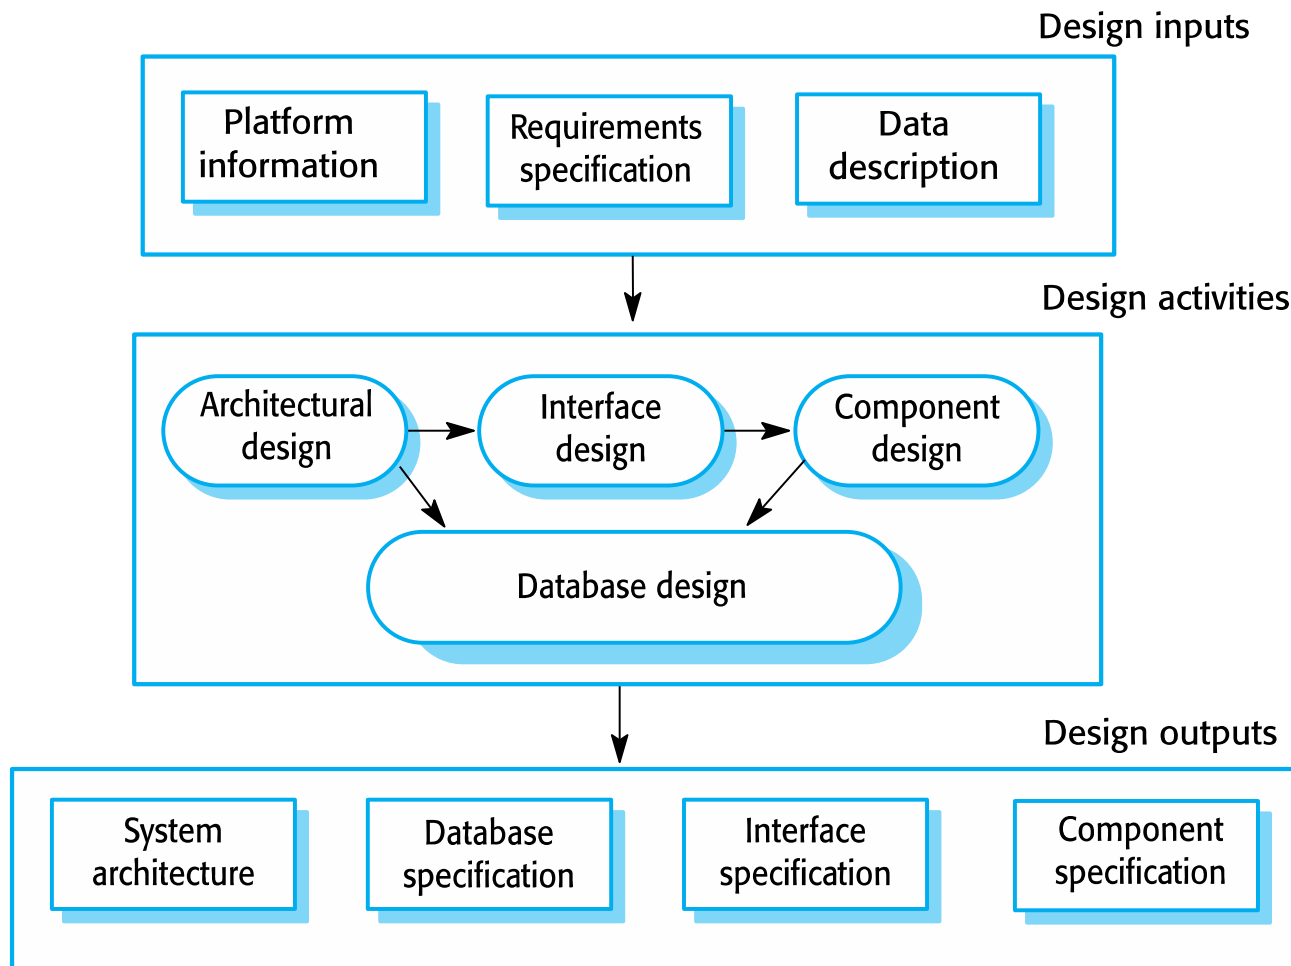 Design inputs
Platform
information
Requirements
specification
Data
description
Design activities
Architectural
design
Interface
design
Component
design
Database design
Design outputs
System
architecture
Database
specification
Interface
specification
Component
specification